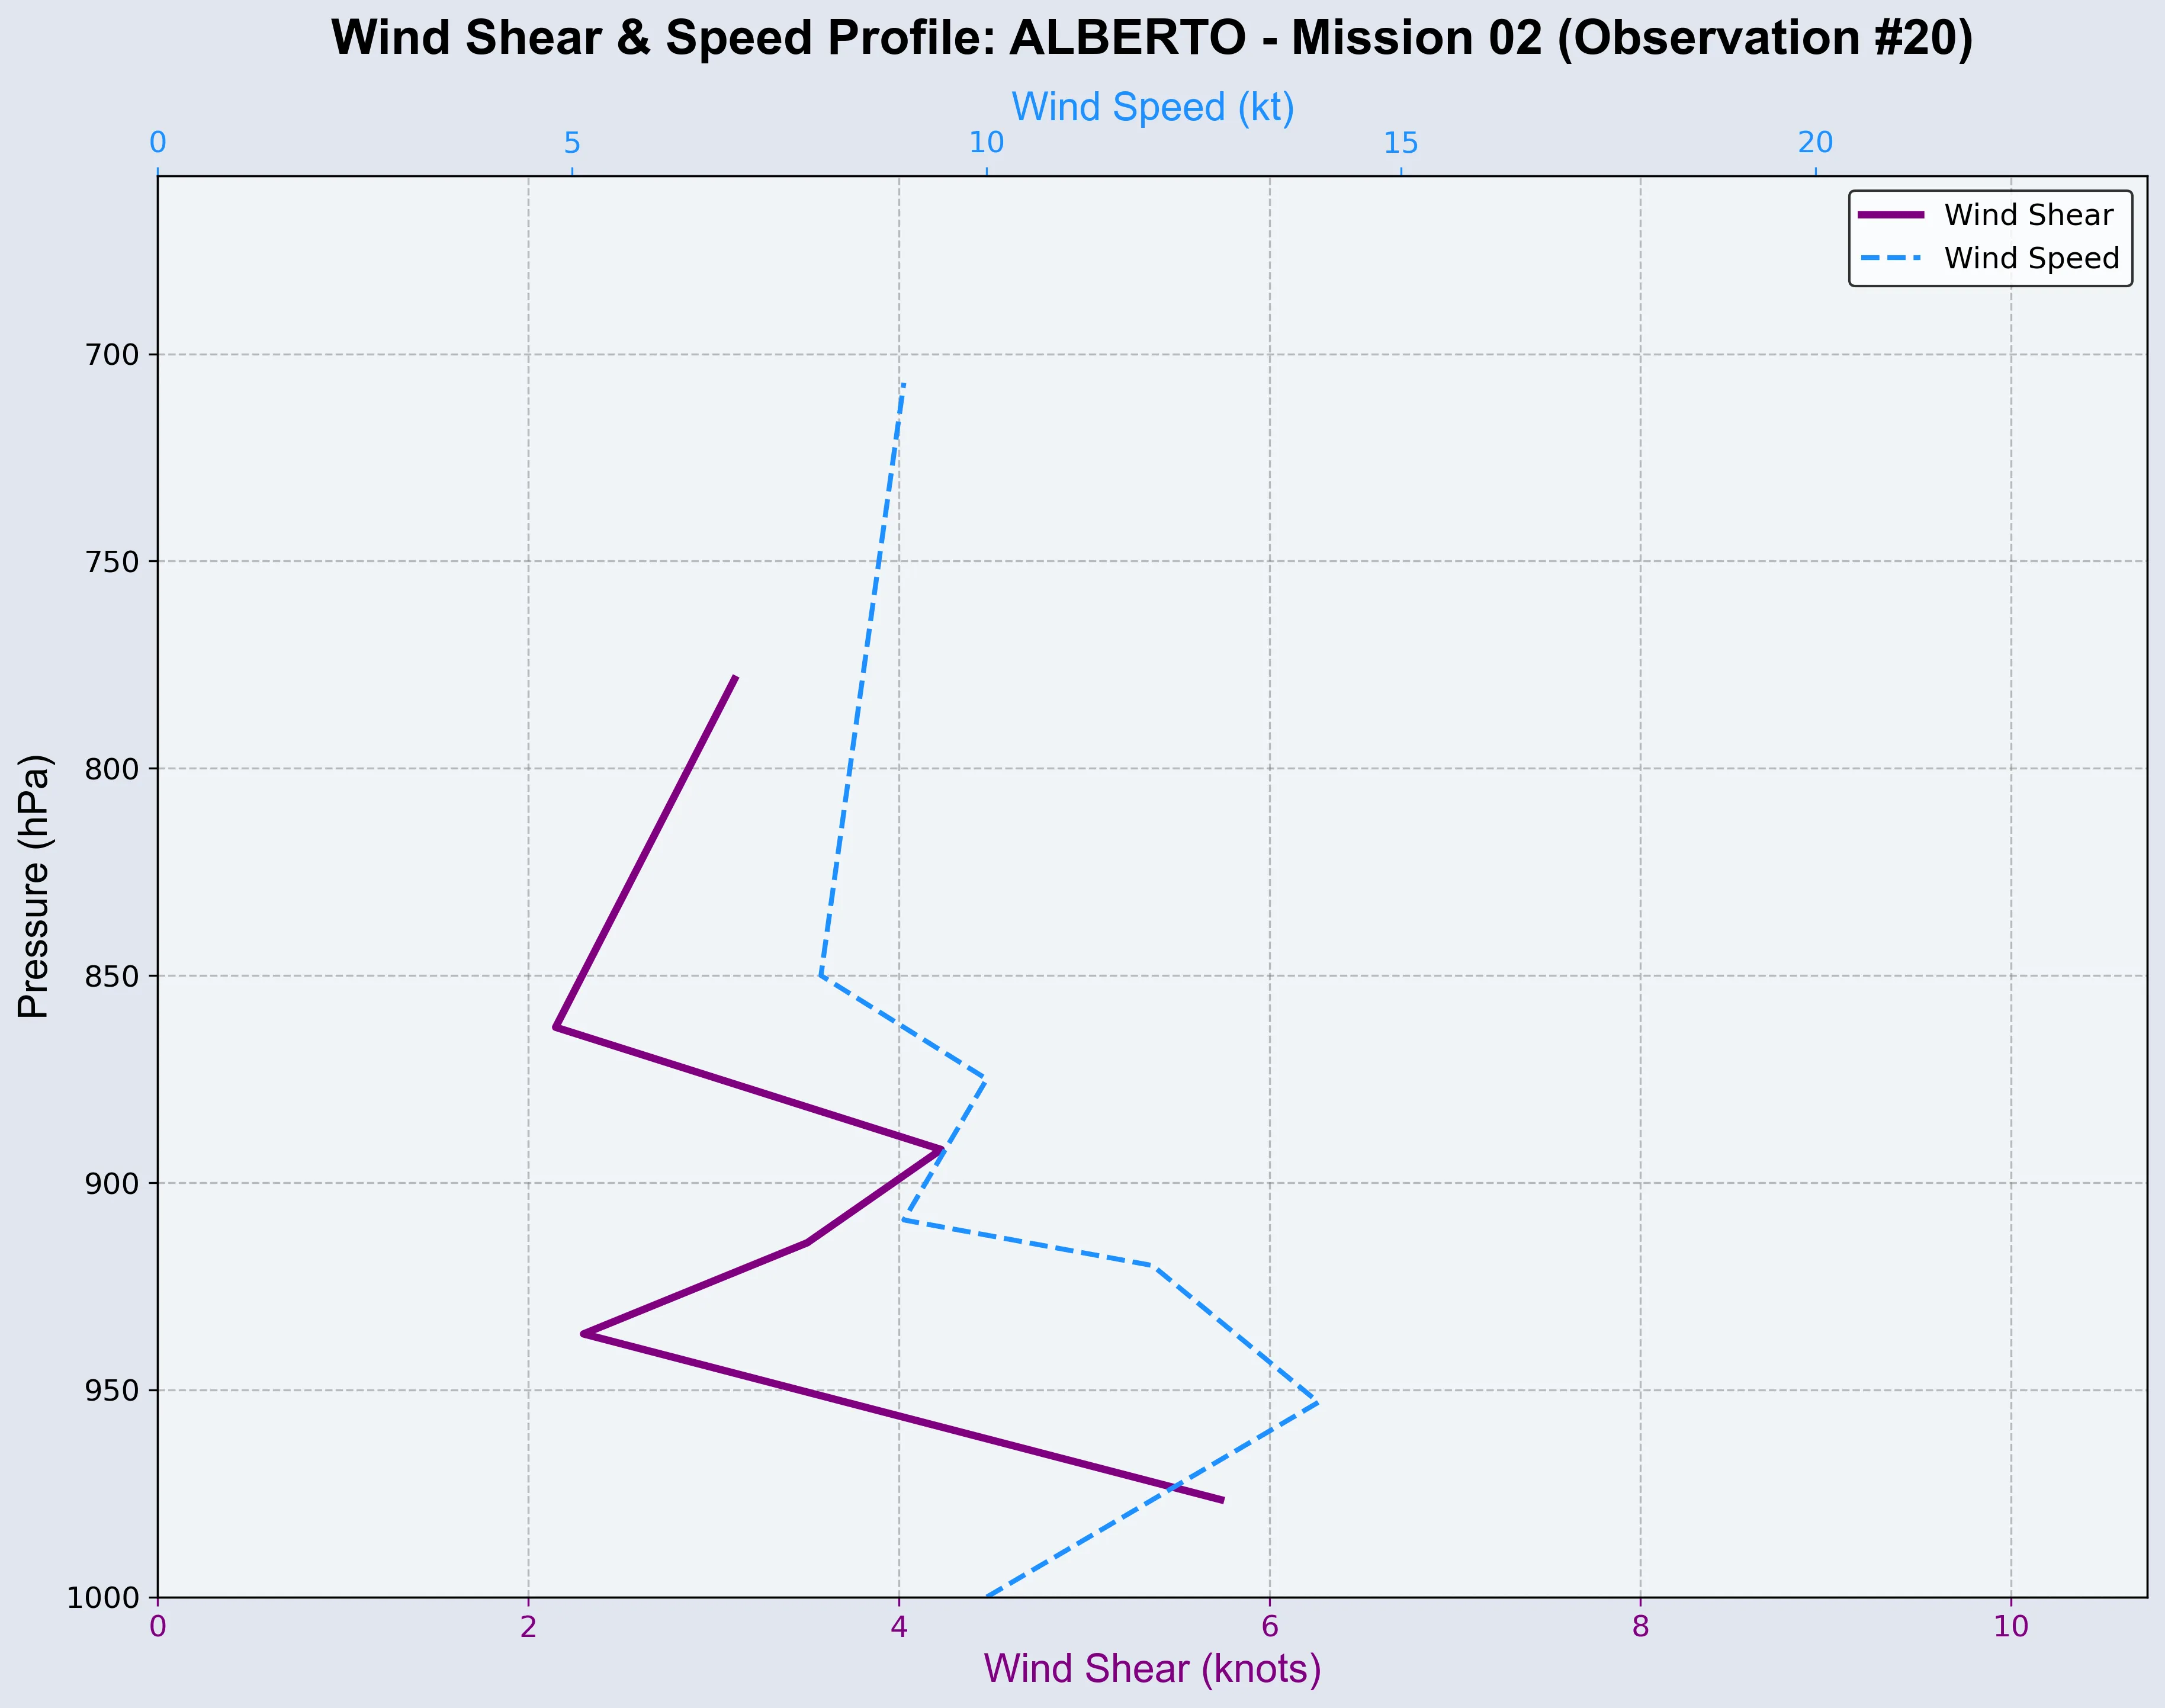 Wind Shear & Speed Profile: ALBERTO - Mission 02 (Observation #20)
Wind Speed (kt)
0 5 10 15 20
Wind Shear
Wind Speed
700
750
800
850
900
950
1000
Pressure (hPa)
0 2 4 6 8 10
Wind Shear (knots)